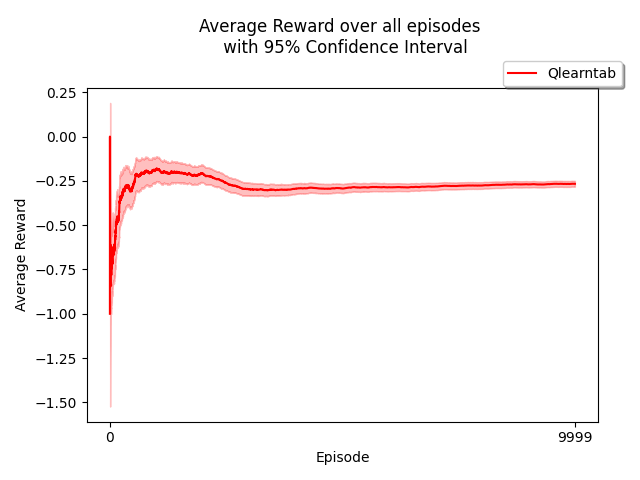 Average Reward over all episodes
with 95% Confidence Interval
Qlearntab
0.25
0.00
−0.25
−0.50
−0.75
−1.00
−1.25
−1.50
Average Reward
0
9999
Episode